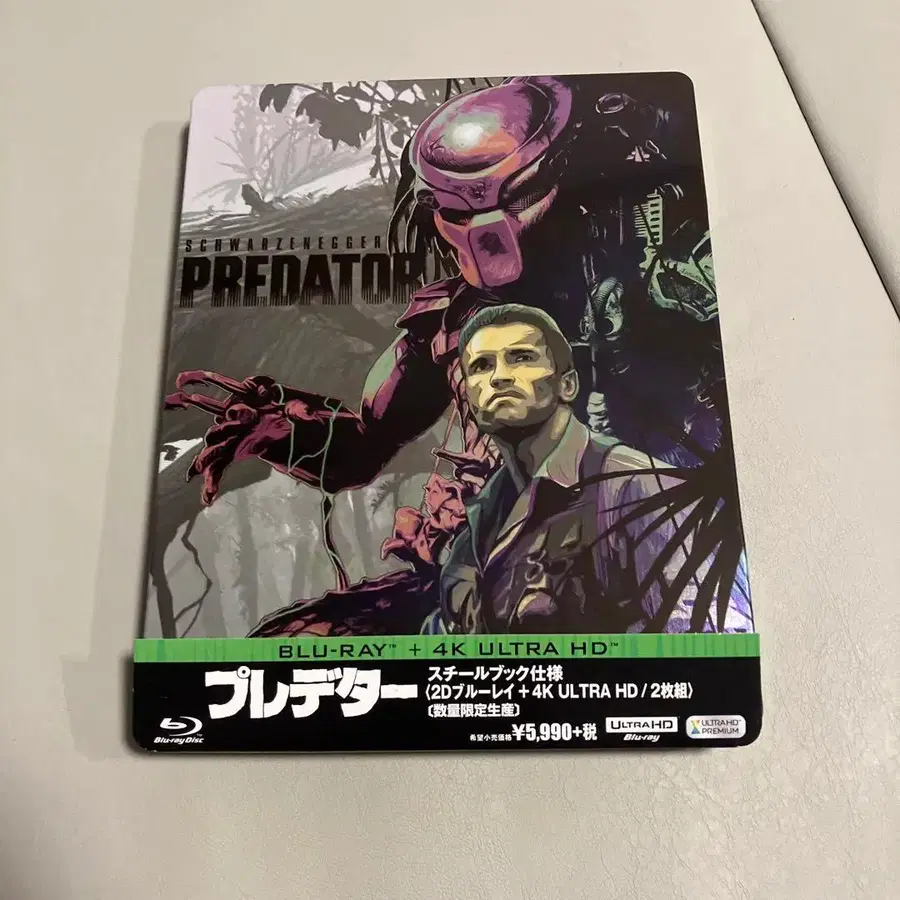 SCHWARZENEGGER
PREDATOR
BLU-RAY™ + 4K ULTRA HD™
プレデター
スチールブック仕様
〈2Dブルーレイ+4K ULTRA HD/2枚組〉
〔数量限定生産〕
希望小売価格 ¥5,990+税
Blu-ray Disc™
ULTRA HD
Blu-ray
ULTRA HD™
PREMIUM